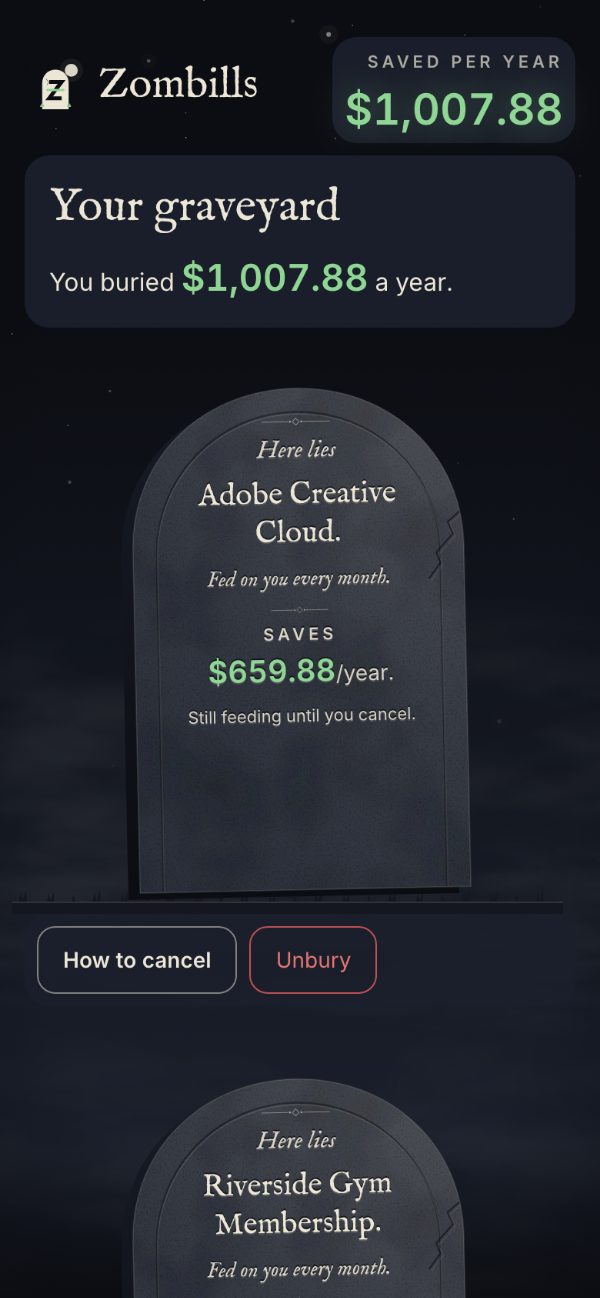 Zombills
SAVED PER YEAR
$1,007.88
Your graveyard
You buried $1,007.88 a year.
Here lies
Adobe Creative
Cloud.
Fed on you every month.
SAVES
$659.88/year.
Still feeding until you cancel.
How to cancel
Unbury
Here lies
Riverside Gym
Membership.
Fed on you every month.